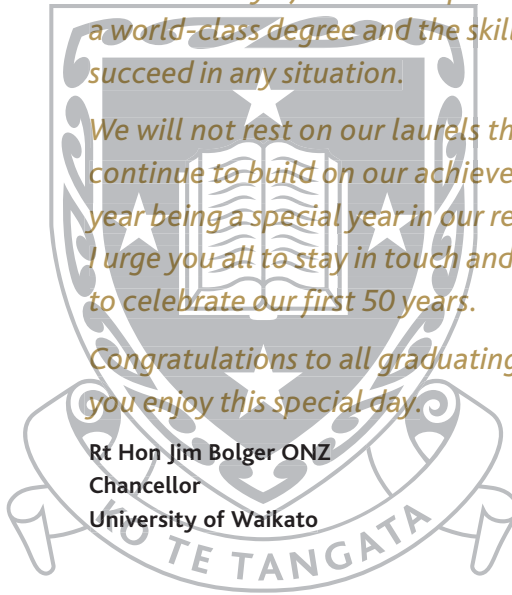 a world-class degree and the skil
succeed in any situation.
We will not rest on our laurels th
continue to build on our achieve
year being a special year in our re
I urge you all to stay in touch and
to celebrate our first 50 years.
Congratulations to all graduating
you enjoy this special day.
Rt Hon Jim Bolger ONZ
Chancellor
University of Waikato
KO TE TANGATA